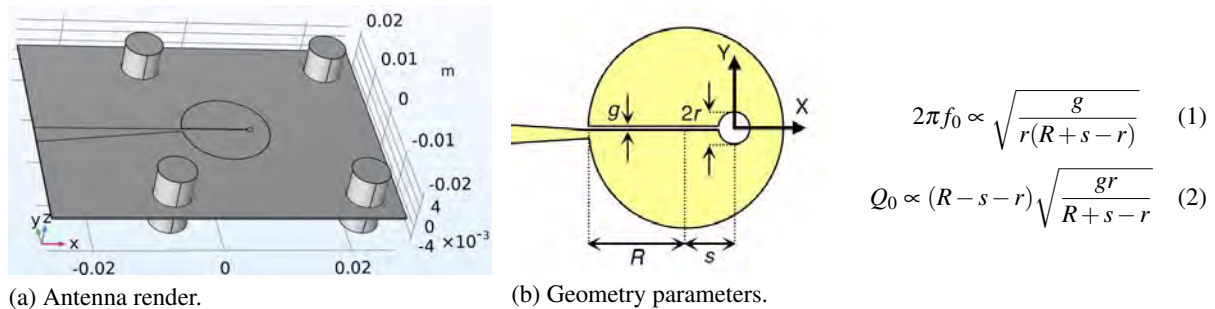 0.02
0.01
m
0
-0.01
-0.02
4
0
-4 ×10⁻³
y z
x
-0.02
0
0.02
(a) Antenna render.
Y
X
g
2r
R
s
(b) Geometry parameters.
2πf₀ ∝ √(g / r(R + s − r)) (1)
Q₀ ∝ (R − s − r)√(gr / R + s − r) (2)